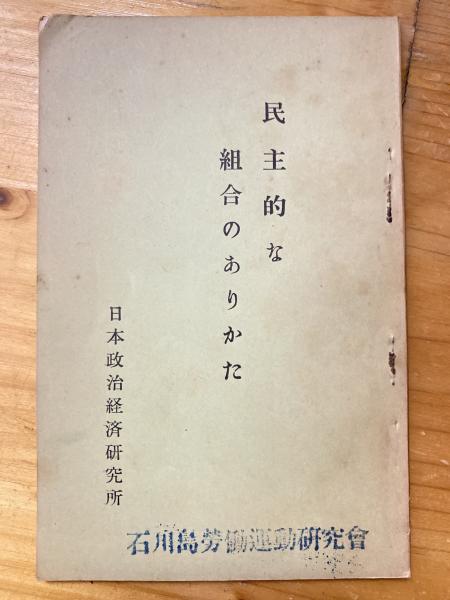 民主的な
組合のありかた
日本政治経済研究所
石川島勞働運動研究會